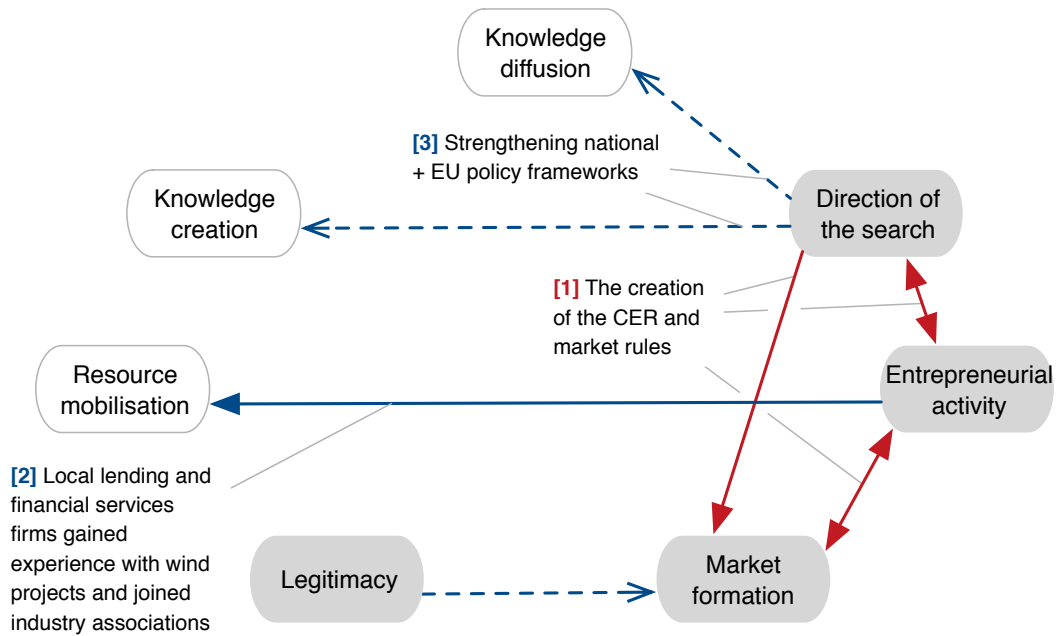 Knowledge
diffusion
[3] Strengthening national
+ EU policy frameworks
Knowledge
creation
Direction of
the search
[1] The creation
of the CER and
market rules
Resource
mobilisation
Entrepreneurial
activity
[2] Local lending and
financial services
firms gained
experience with wind
projects and joined
industry associations
Legitimacy
Market
formation